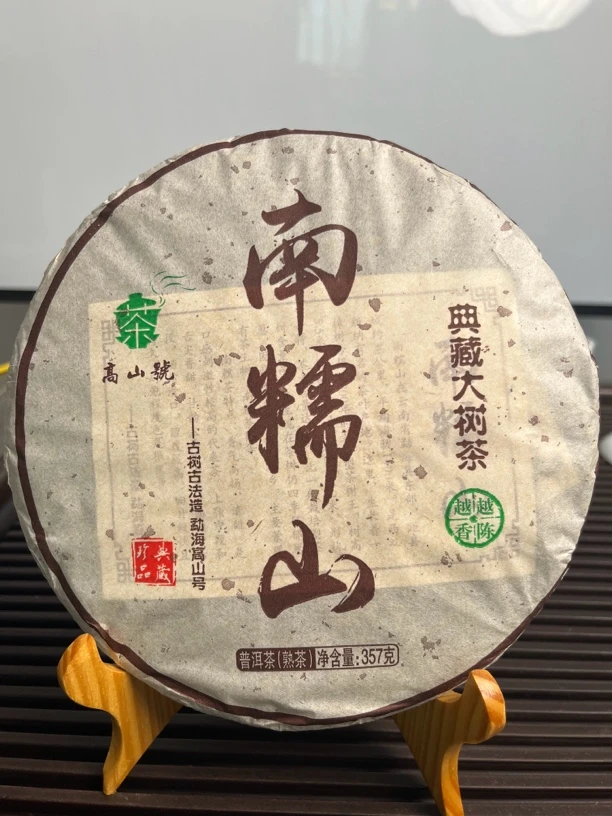 南糯山
典藏大树茶
越陈
越香
茶
高山號
——古树古法造 勐海高山号
典藏
珍品
普洱茶(熟茶) 净含量:357克